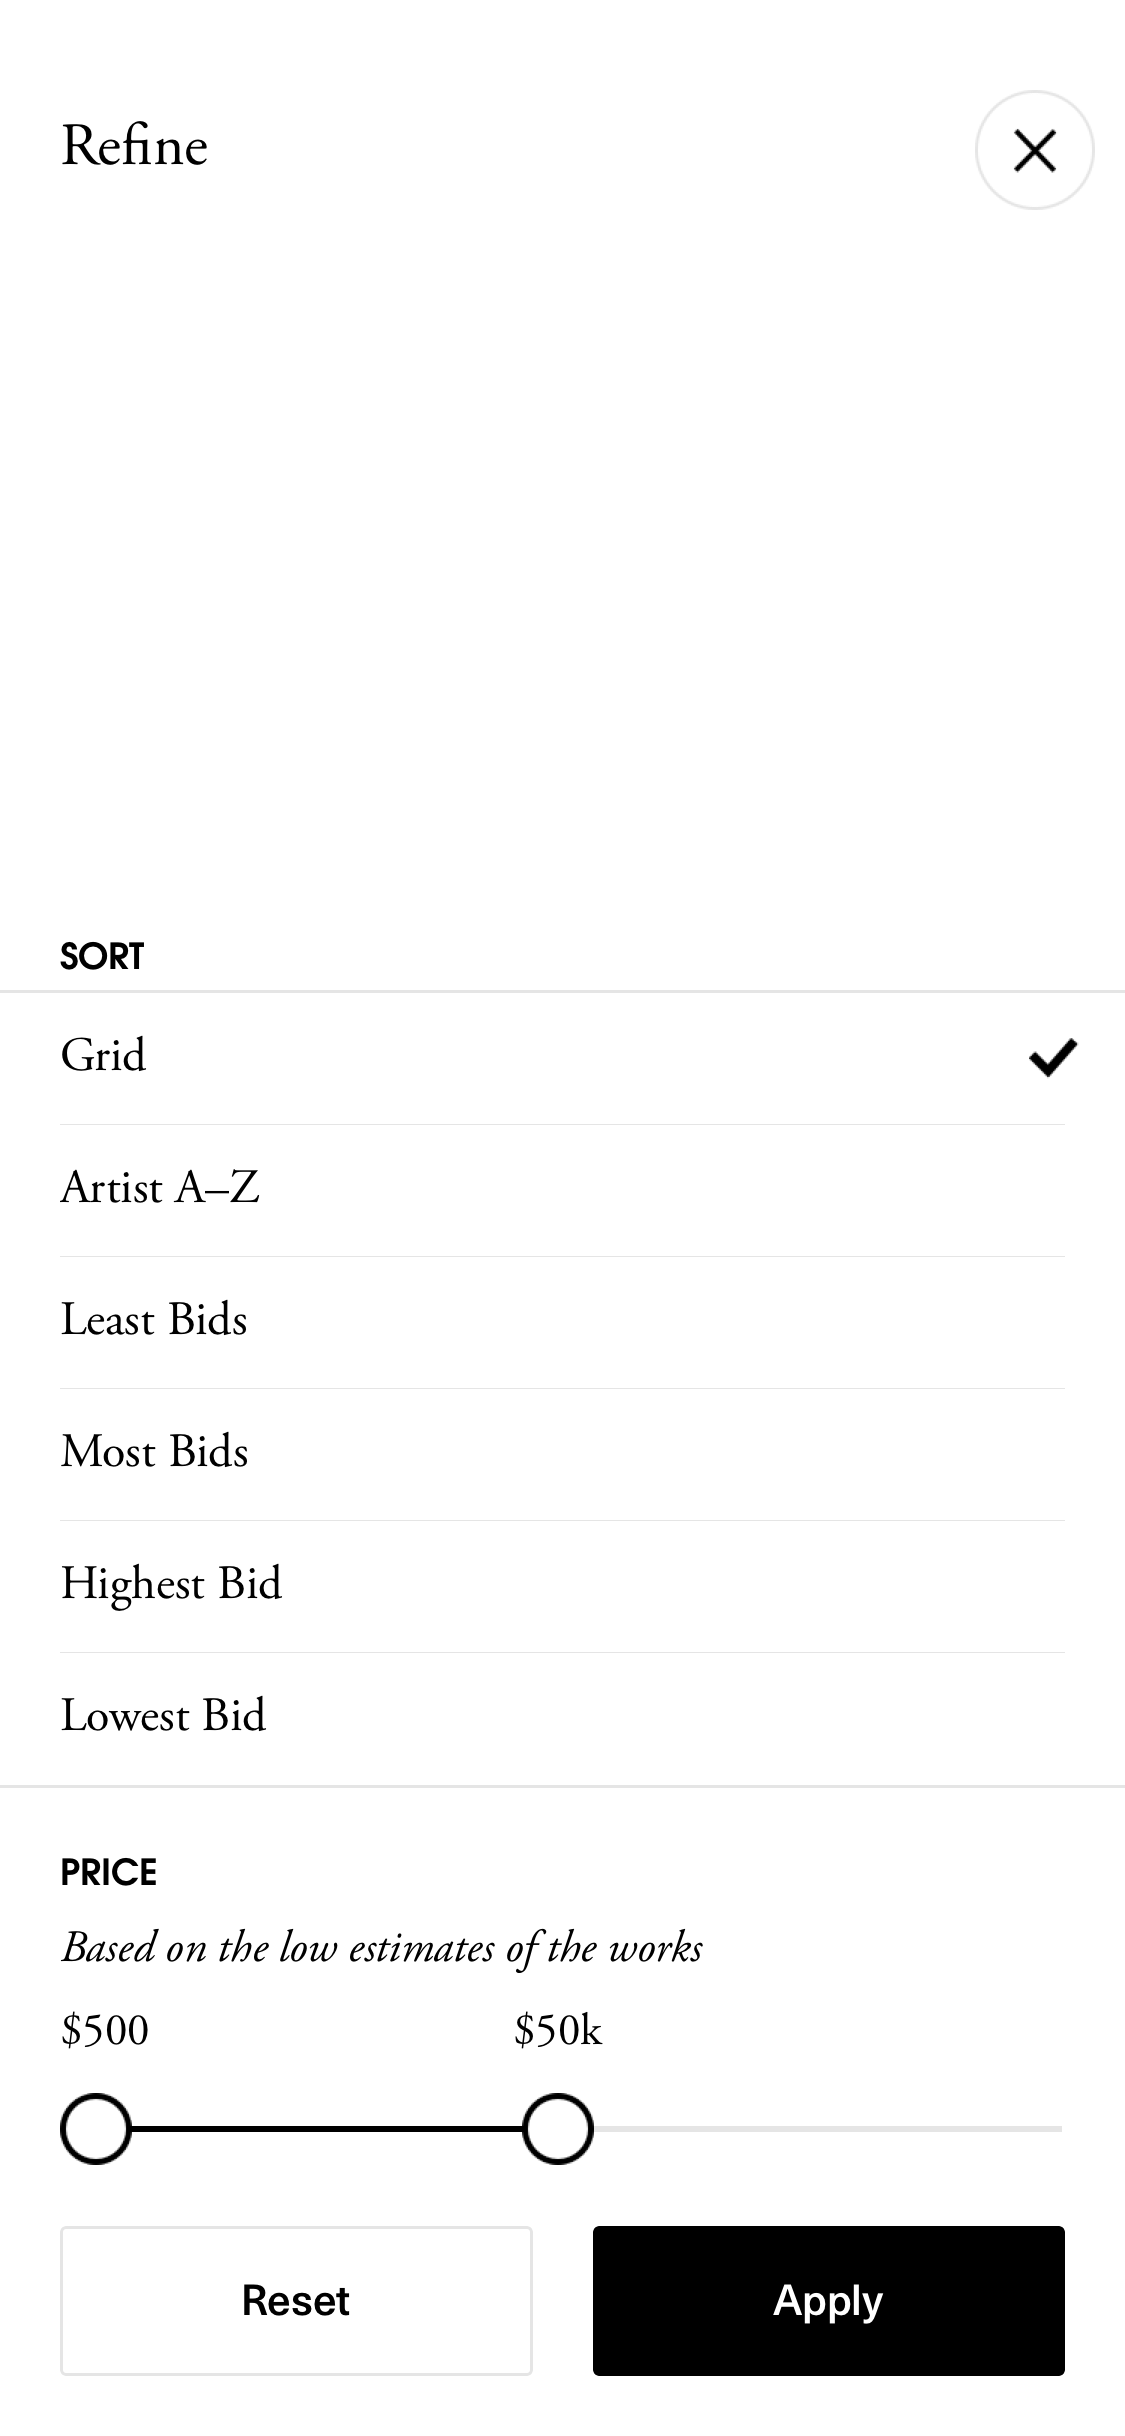 Refine
SORT
Grid
Artist A–Z
Least Bids
Most Bids
Highest Bid
Lowest Bid
PRICE
Based on the low estimates of the works
$500 $50k
Reset Apply